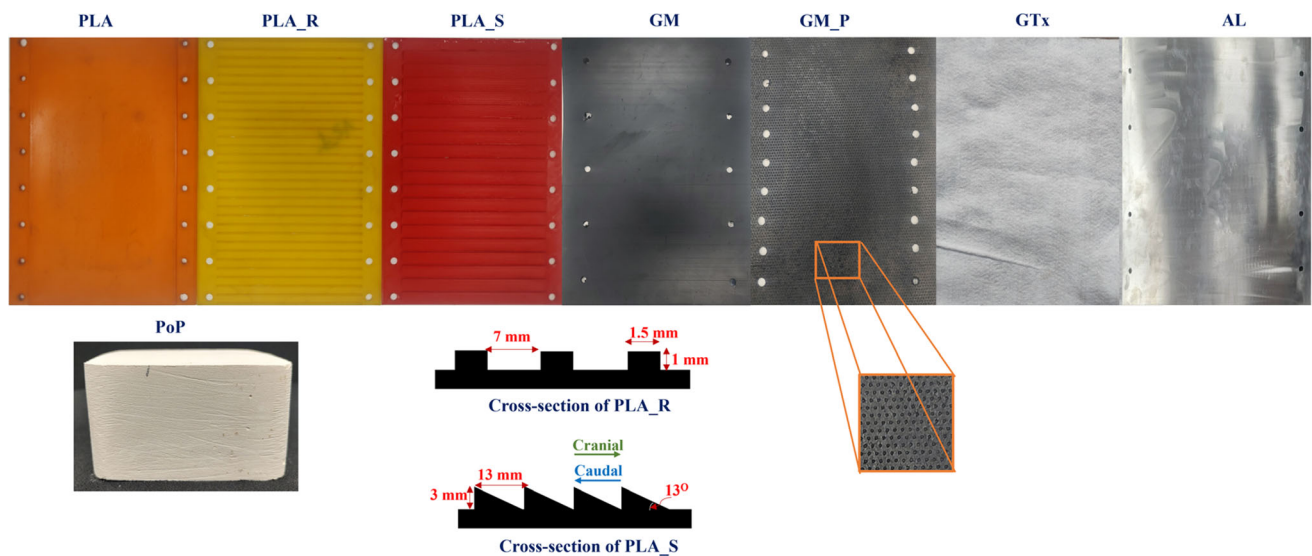 PLA PLA_R PLA_S GM GM_P GTx AL
PoP
7 mm
1.5 mm
1 mm
Cross-section of PLA_R
Cranial
Caudal
13 mm
3 mm
13O
Cross-section of PLA_S